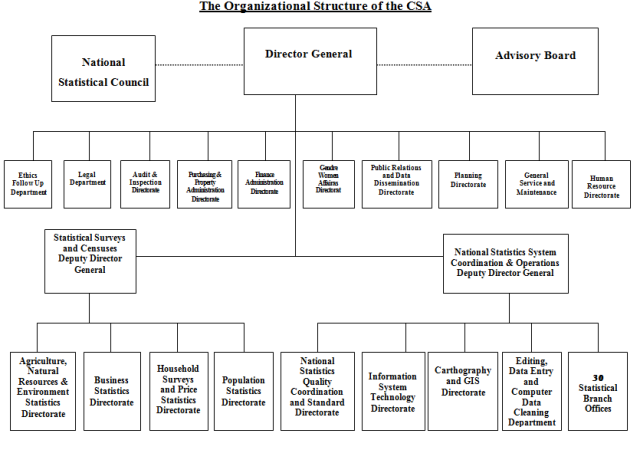 The Organizational Structure of the CSA
National
Statistical Council
Director General
Advisory Board
Ethics
Follow Up
Department
Legal
Department
Audit &
Inspection
Directorate
Purchasing &
Property
Administration
Directorate
Finance
Administration
Directorate
Gendre
Women
Affairas
Directorat
Public Relations
and Data
Dissemination
Directorate
Planning
Directorate
General
Service and
Maintenance
Human
Resource
Directorate
Statistical Surveys
and Censuses
Deputy Director
General
National Statistics System
Coordination & Operations
Deputy Director General
Agriculture,
Natural
Resources &
Environment
Statistics
Directorate
Business
Statistics
Directorate
Household
Surveys
and Price
Statistics
Directorate
Population
Statistics
Directorate
National
Statistics
Quality
Coordination
and Standard
Directorate
Information
System
Technology
Directorate
Carthography
and GIS
Directorate
Editing,
Data Entry
and
Computer
Data
Cleaning
Department
30
Statistical
Branch
Offices